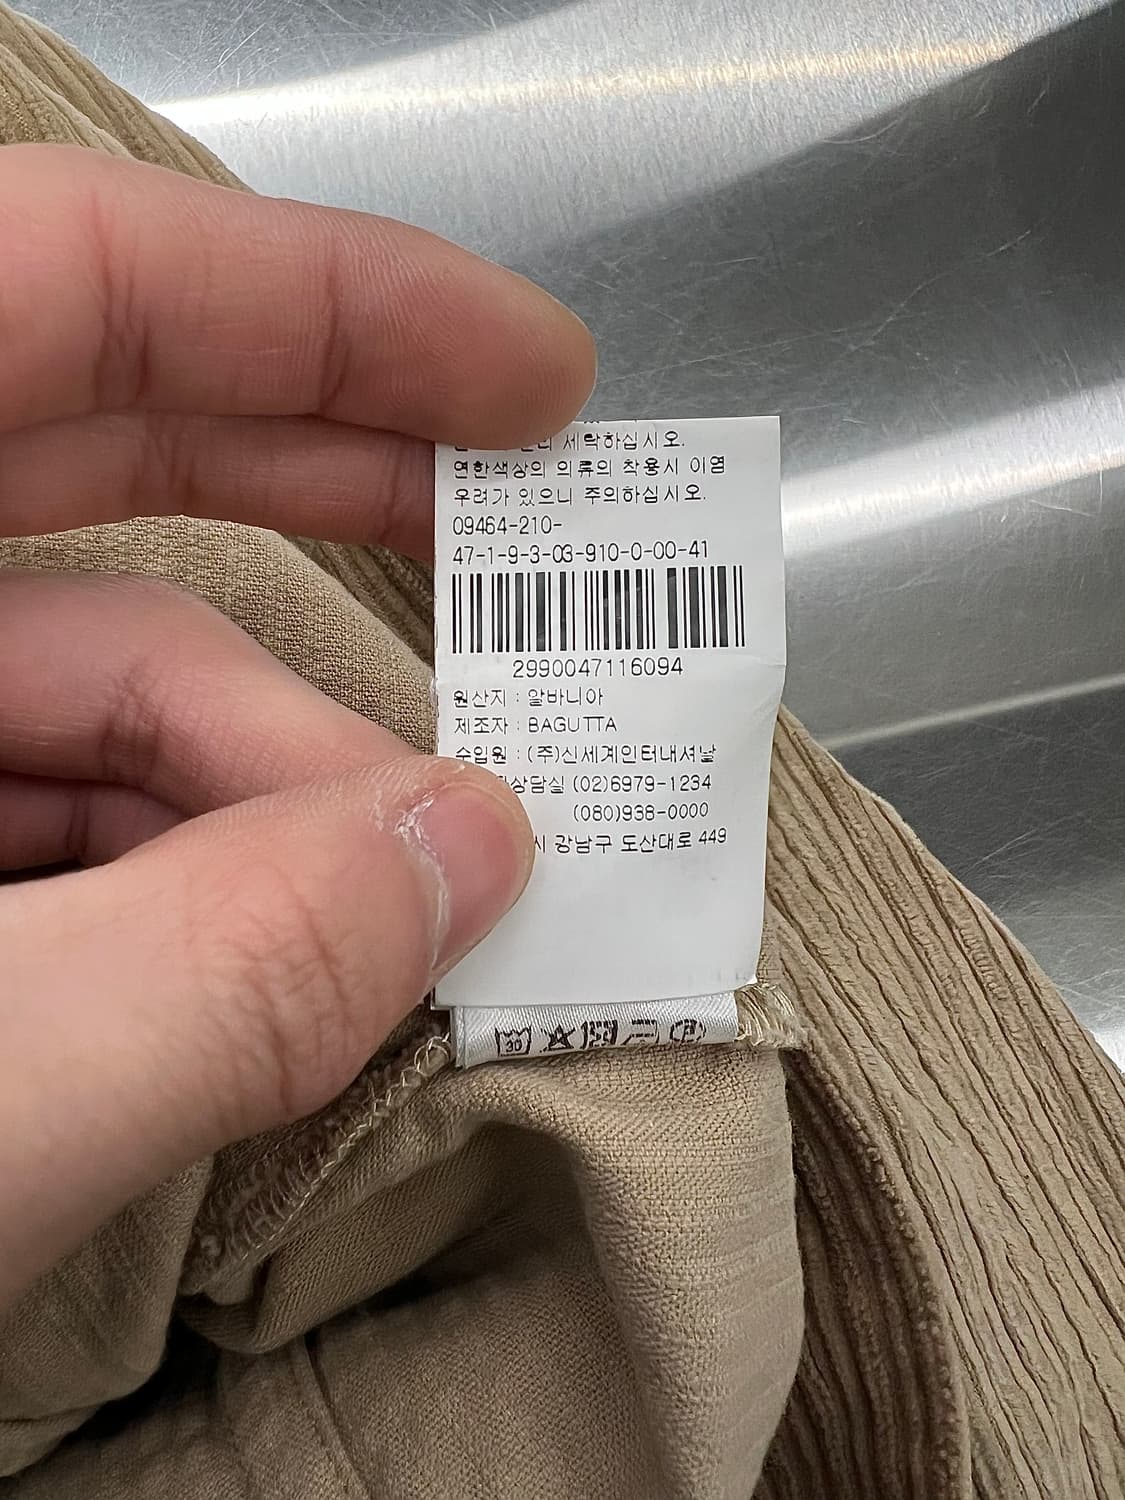 세탁하십시오.
연한색상의 의류의 착용시 이염
우려가 있으니 주의하십시오.
09464-210-
47-1-9-3-03-910-0-00-41
2990047116094
원산지 : 알바니아
제조자 : BAGUTTA
수입원 : (주)신세계인터내셔날
상담실 (02)6979-1234
(080)938-0000
강남구 도산대로 449
30